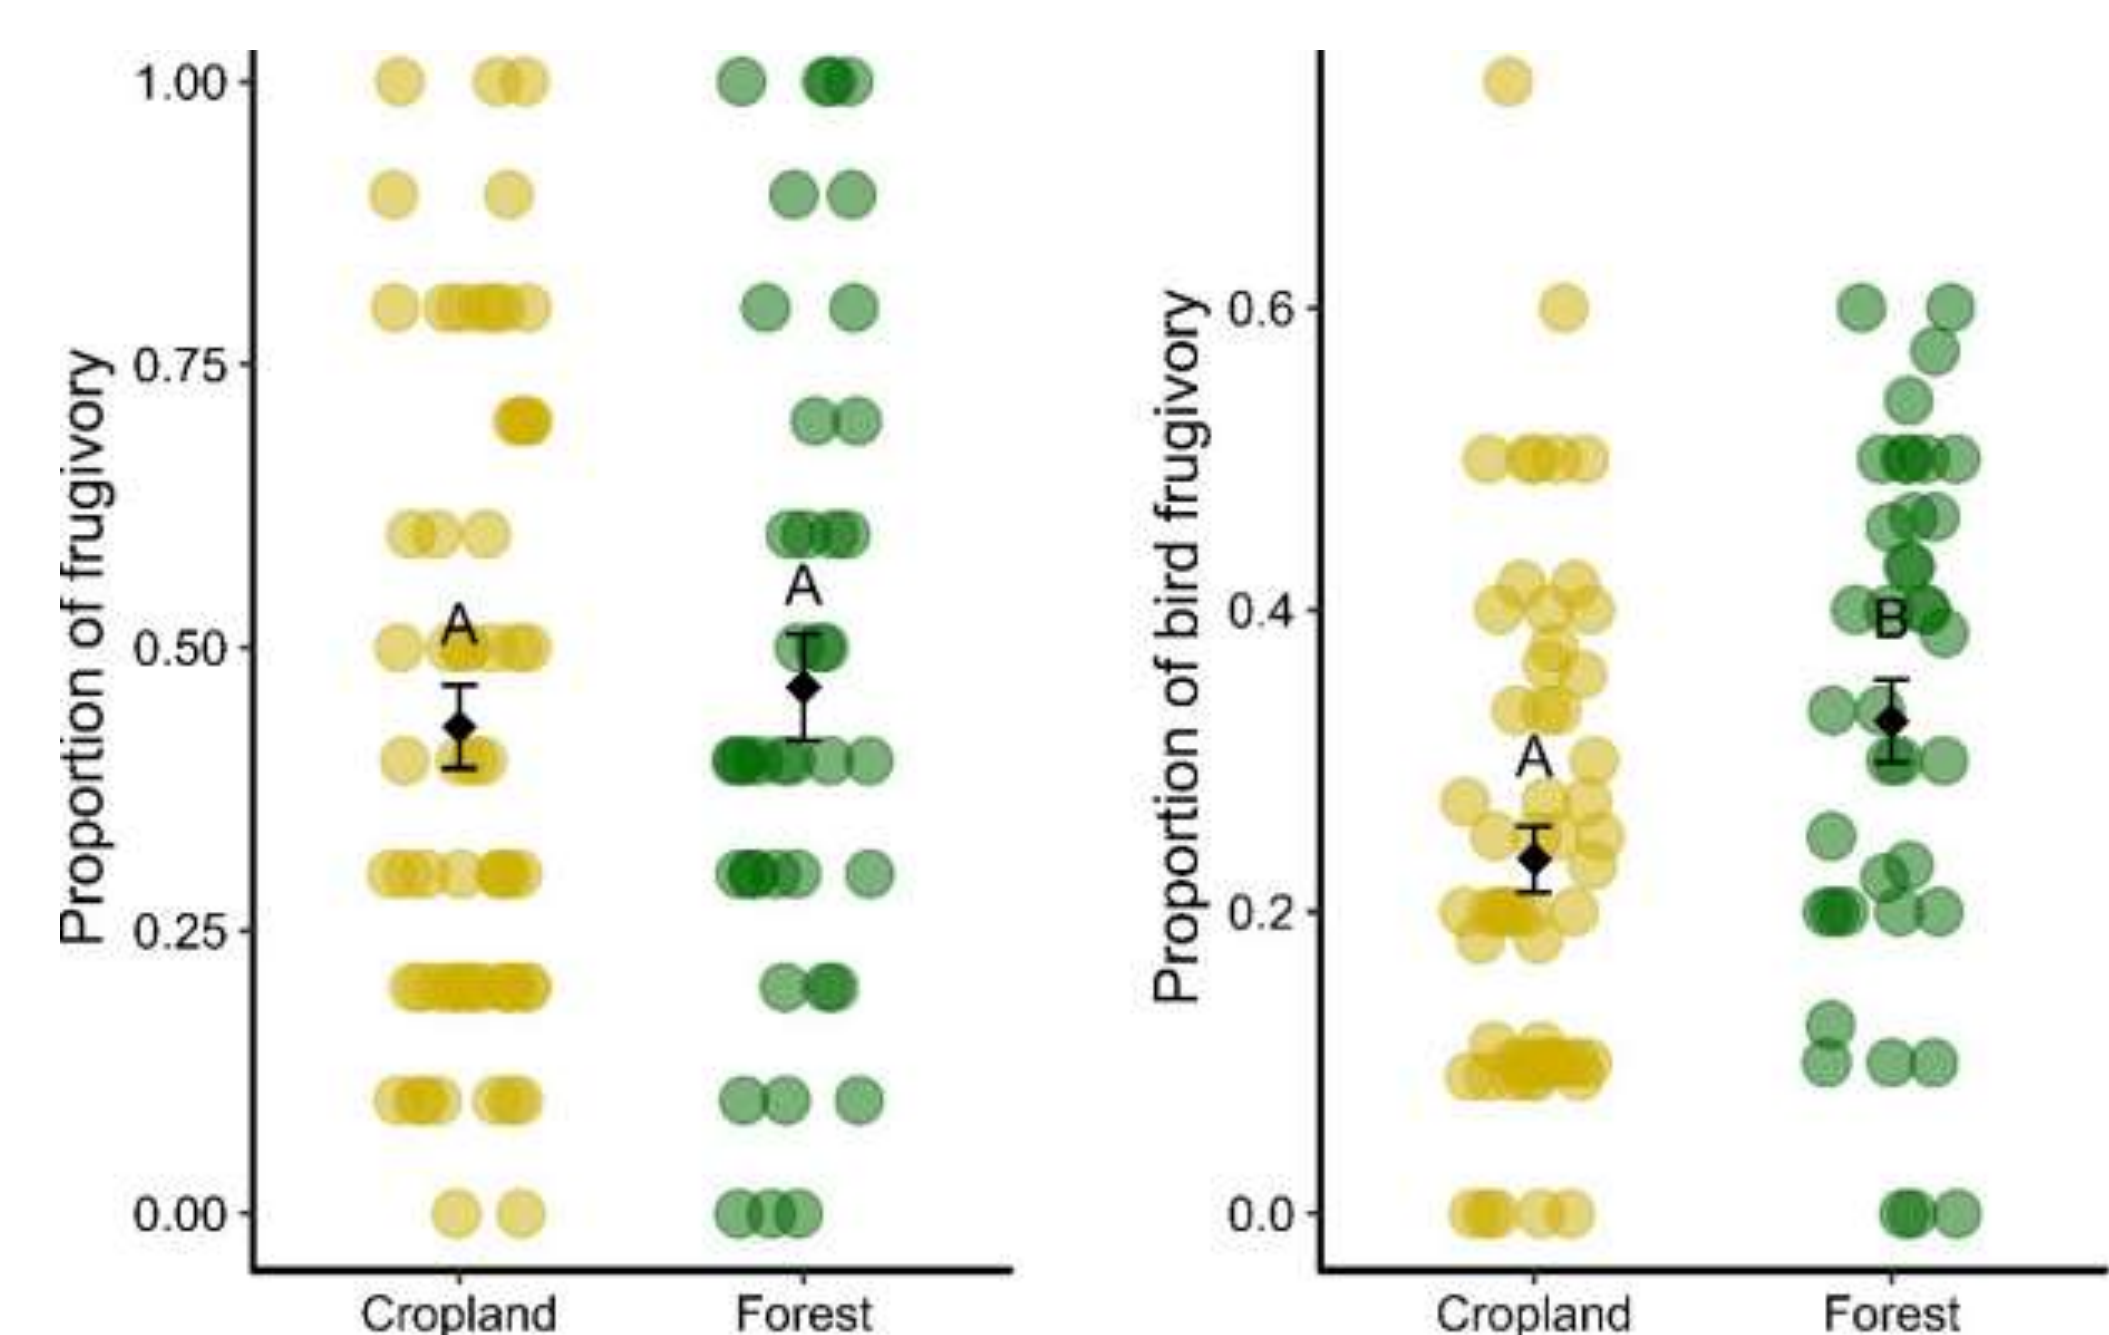 Proportion of frugivory
1.00
0.75
0.50
0.25
0.00
A
A
Cropland
Forest
Proportion of bird frugivory
0.6
0.4
0.2
0.0
A
B
Cropland
Forest